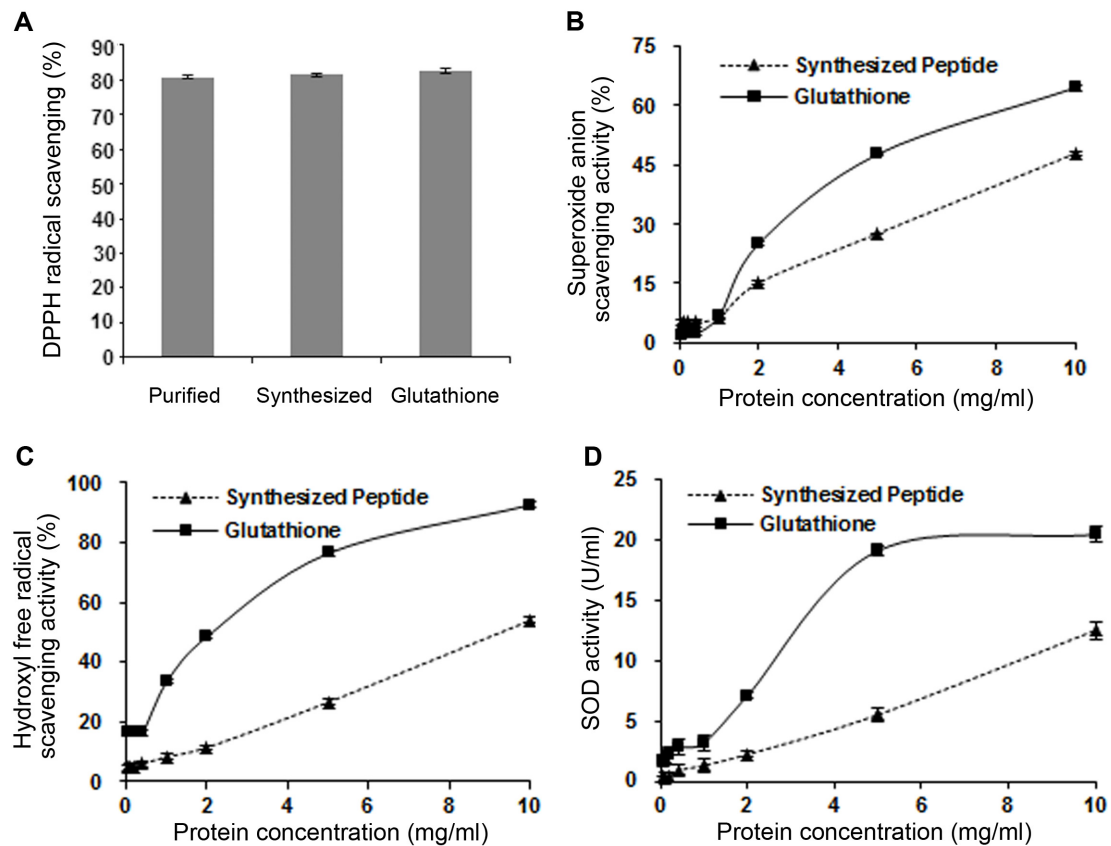 A
DPPH radical scavenging (%)
90
80
70
60
50
40
30
20
10
0
Purified Synthesized Glutathione
B
Superoxide anion
scavenging activity (%)
75
60
45
30
15
0
Synthesized Peptide
Glutathione
0 2 4 6 8 10
Protein concentration (mg/ml)
C
Hydroxyl free radical
scavenging activity (%)
100
80
60
40
20
0
Synthesized Peptide
Glutathione
0 2 4 6 8 10
Protein concentration (mg/ml)
D
SOD activity (U/ml)
25
20
15
10
5
0
Synthesized Peptide
Glutathione
0 2 4 6 8 10
Protein concentration (mg/ml)